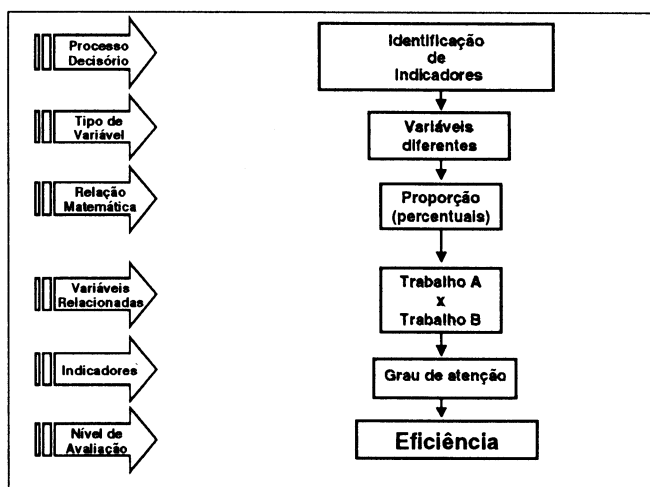 Processo
Decisório
Identificação
de
Indicadores
Tipo de
Variável
Variáveis
diferentes
Relação
Matemática
Proporção
(percentuais)
Variáveis
Relacionadas
Trabalho A
x
Trabalho B
Indicadores
Grau de atenção
Nível de
Avaliação
Eficiência